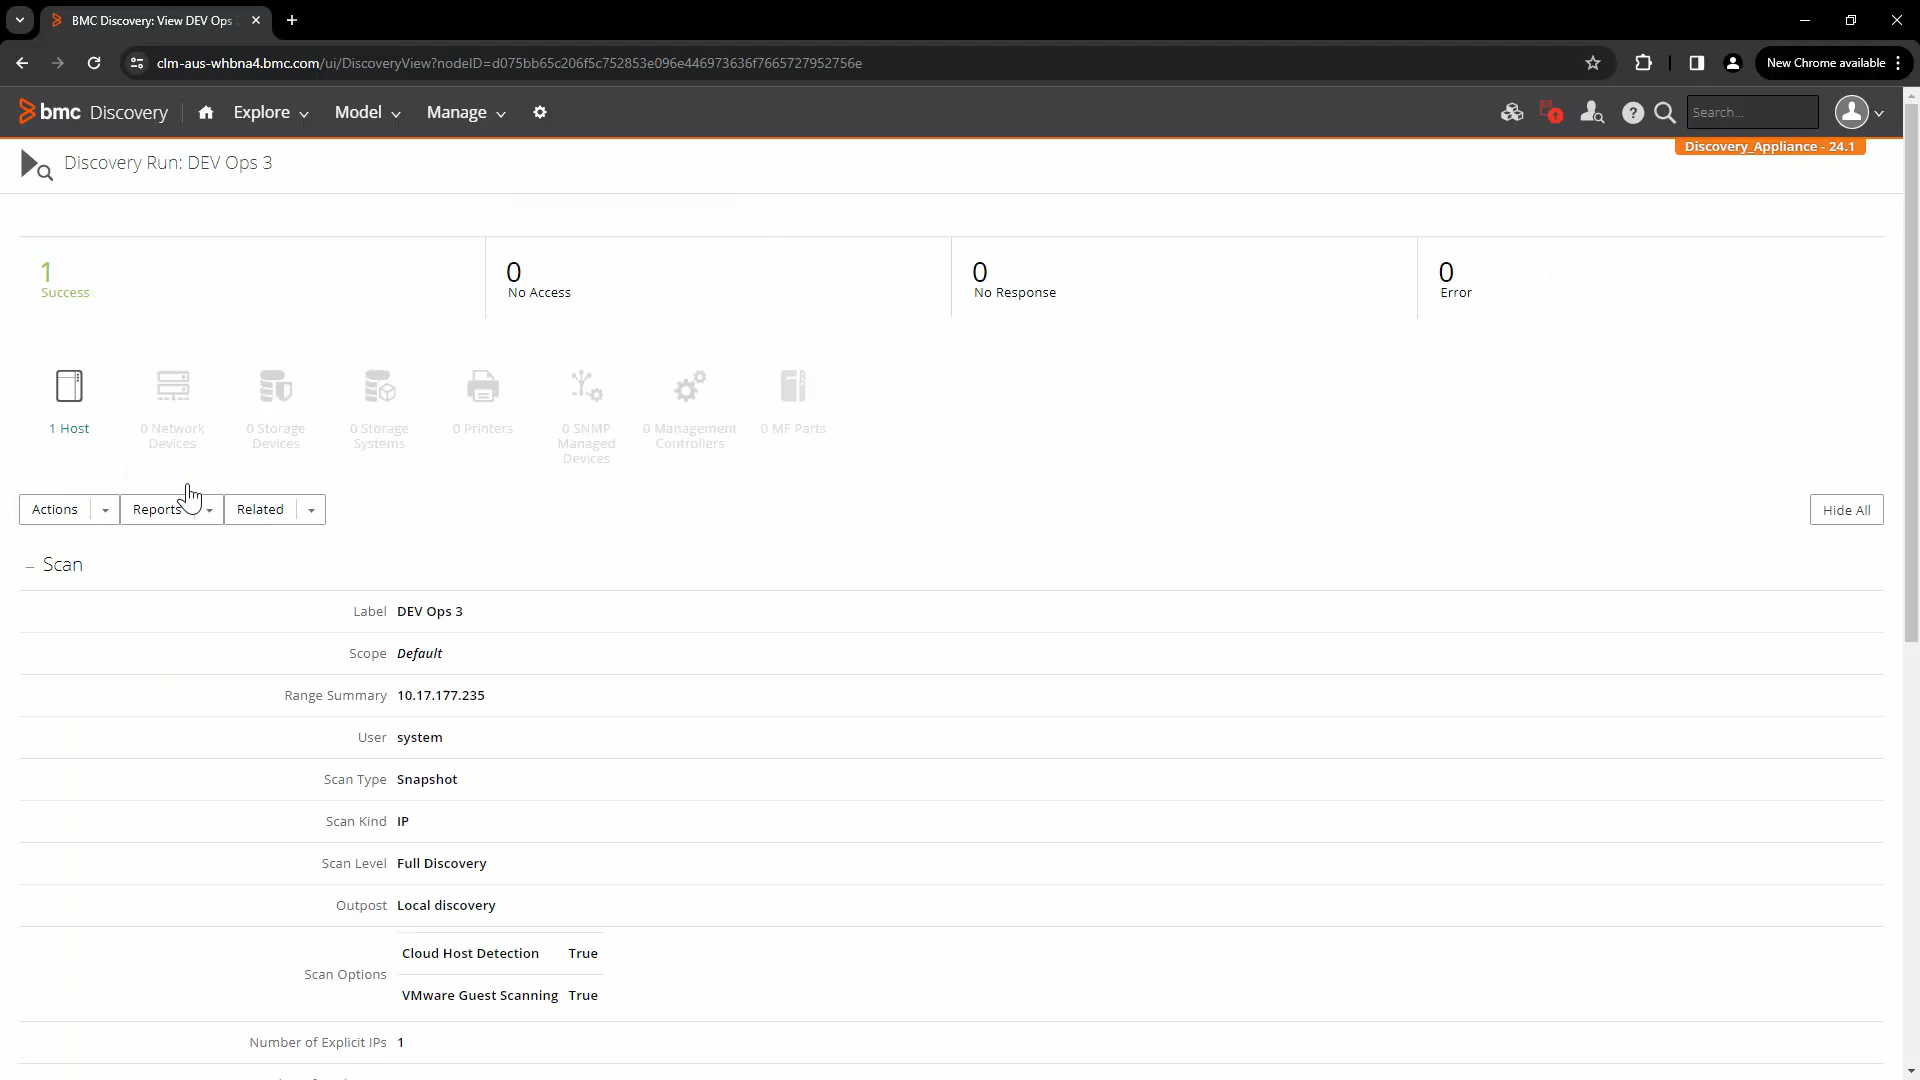 BMC Discovery: View DEV Ops
clm-aus-whbna4.bmc.com/ui/DiscoveryView?nodeID=d075bb65c206f5c752853e096e446973636f7665727952756e
New Chrome available
bmc Discovery
Explore
Model
Manage
Search...
Discovery Run: DEV Ops 3
Discovery_Appliance - 24.1
1
Success
0
No Access
0
No Response
0
Error
1 Host
0 Network
Devices
0 Storage
Devices
0 Storage
Systems
0 Printers
0 SNMP
Managed
Devices
0 Management
Controllers
0 MF Parts
Actions
Reports
Related
Hide All
Scan
Label DEV Ops 3
Scope Default
Range Summary 10.17.177.235
User system
Scan Type Snapshot
Scan Kind IP
Scan Level Full Discovery
Outpost Local discovery
Scan Options
Cloud Host Detection True
VMware Guest Scanning True
Number of Explicit IPs 1